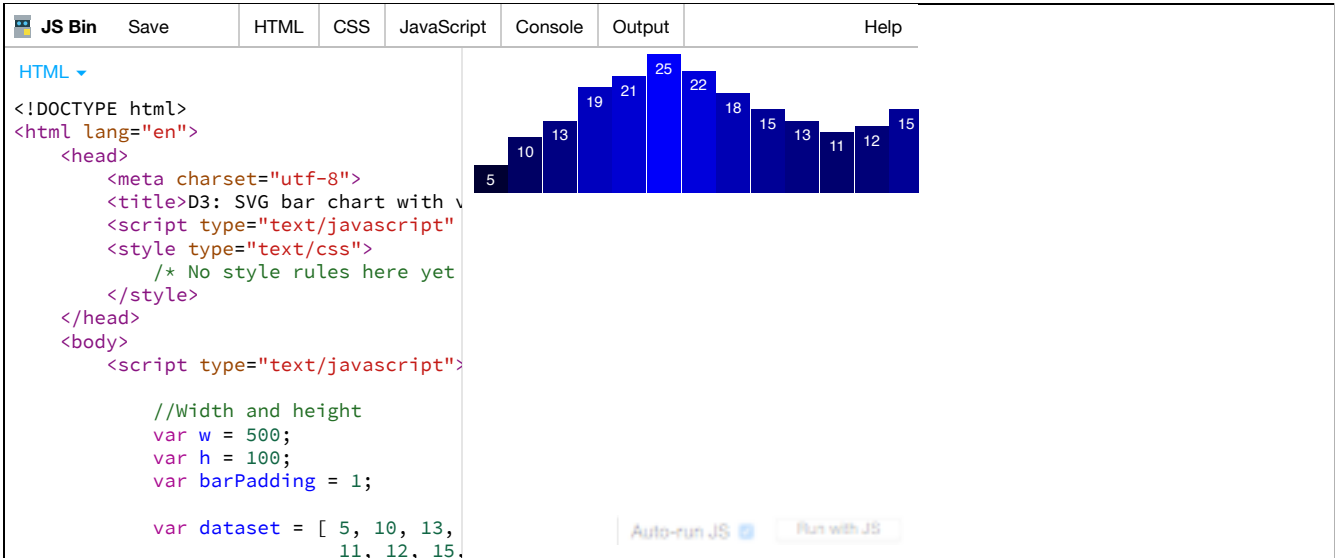 JS Bin Save HTML CSS JavaScript Console Output Help
HTML
<!DOCTYPE html>
<html lang="en">
<head>
<meta charset="utf-8">
<title>D3: SVG bar chart with v
<script type="text/javascript"
<style type="text/css">
/* No style rules here yet
</style>
</head>
<body>
<script type="text/javascript">
//Width and height
var w = 500;
var h = 100;
var barPadding = 1;
var dataset = [ 5, 10, 13,
11, 12, 15,
5 10 13 19 21 25 22 18 15 13 11 12 15
Auto-run JS Run with JS